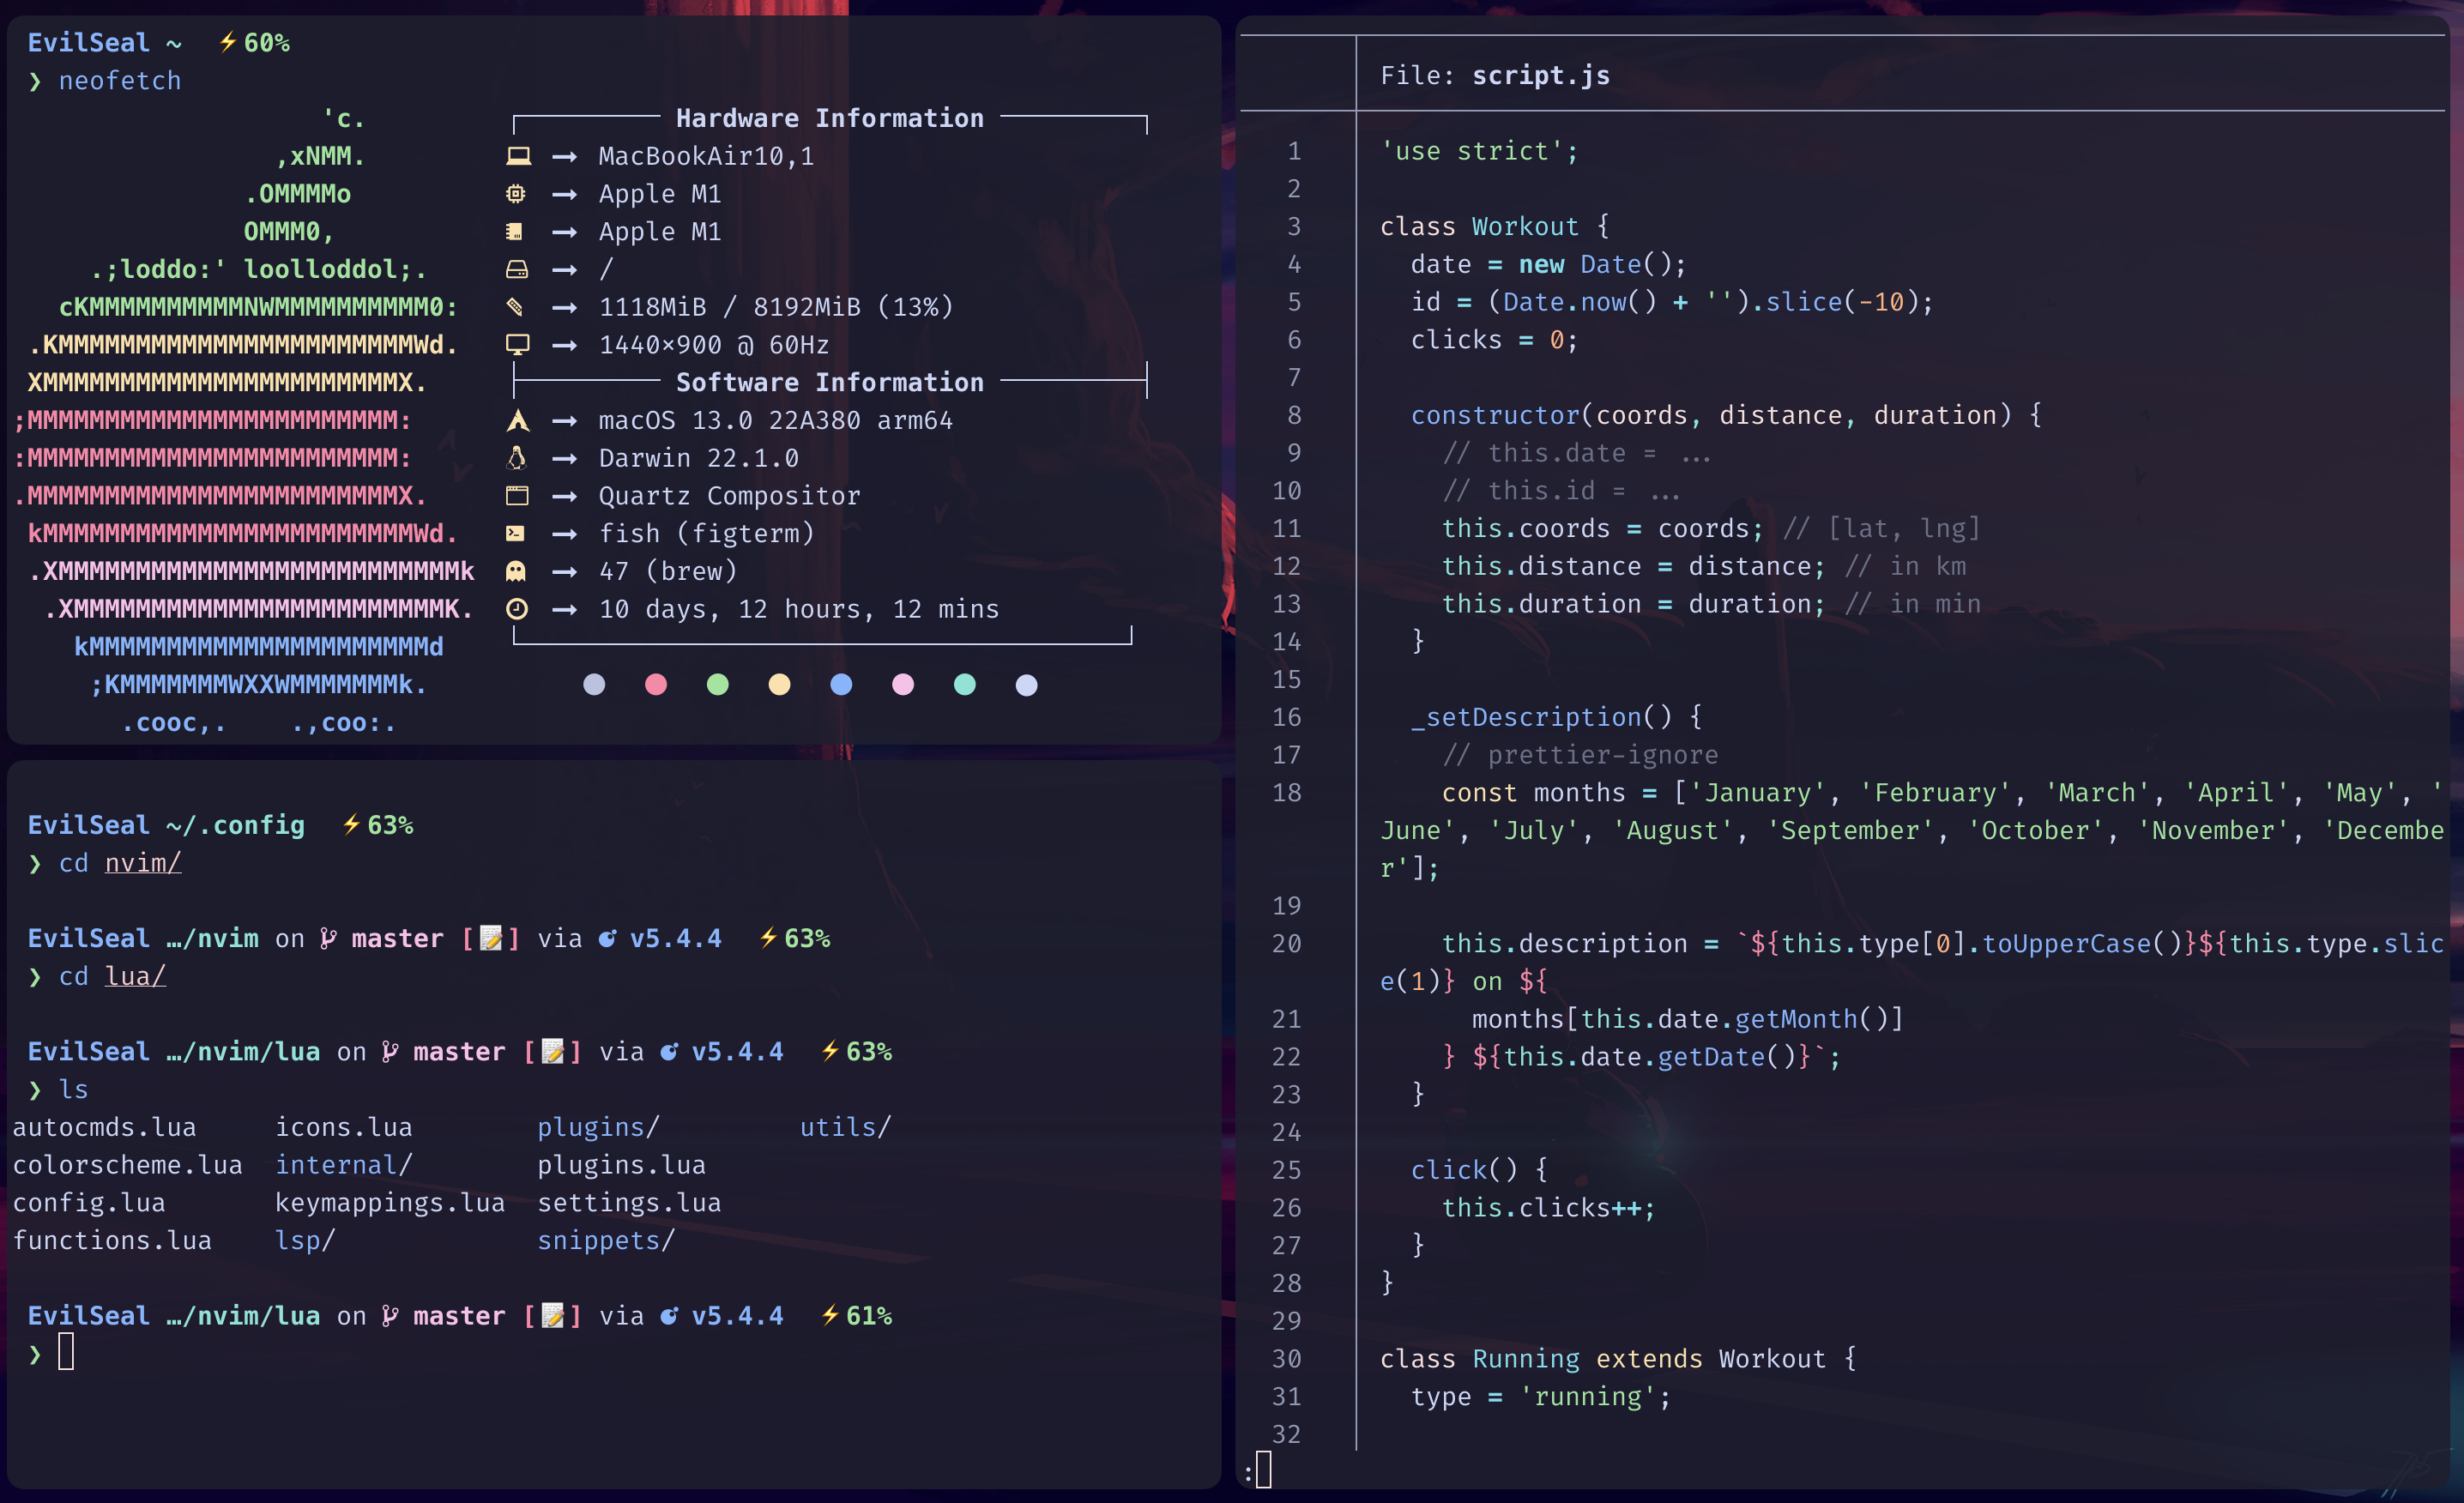 EvilSeal ~ ⚡60%
❯ neofetch
'c.
,xNMM.
.OMMMMo
OMMM0,
.;loddo:' loolloddol;.
cKMMMMMMMMMMNWMMMMMMMMMM0:
.KMMMMMMMMMMMMMMMMMMMMMMMWd.
XMMMMMMMMMMMMMMMMMMMMMMMX.
;MMMMMMMMMMMMMMMMMMMMMMMM:
:MMMMMMMMMMMMMMMMMMMMMMMM:
.MMMMMMMMMMMMMMMMMMMMMMMMX.
kMMMMMMMMMMMMMMMMMMMMMMMMWd.
.XMMMMMMMMMMMMMMMMMMMMMMMMMMk
.XMMMMMMMMMMMMMMMMMMMMMMMMK.
kMMMMMMMMMMMMMMMMMMMMMMd
;KMMMMMMMWXXWMMMMMMMk.
.cooc,.    .,coo:.
Hardware Information
→ MacBookAir10,1
→ Apple M1
→ Apple M1
→ /
→ 1118MiB / 8192MiB (13%)
→ 1440×900 @ 60Hz
Software Information
→ macOS 13.0 22A380 arm64
→ Darwin 22.1.0
→ Quartz Compositor
→ fish (figterm)
→ 47 (brew)
→ 10 days, 12 hours, 12 mins
EvilSeal ~/.config ⚡63%
❯ cd nvim/
EvilSeal …/nvim on master [📝] via v5.4.4 ⚡63%
❯ cd lua/
EvilSeal …/nvim/lua on master [📝] via v5.4.4 ⚡63%
❯ ls
autocmds.lua icons.lua plugins/ utils/
colorscheme.lua internal/ plugins.lua
config.lua keymappings.lua settings.lua
functions.lua lsp/ snippets/
EvilSeal …/nvim/lua on master [📝] via v5.4.4 ⚡61%
❯
File: script.js
1 'use strict';
2
3 class Workout {
4 date = new Date();
5 id = (Date.now() + '').slice(-10);
6 clicks = 0;
7
8 constructor(coords, distance, duration) {
9 // this.date = ...
10 // this.id = ...
11 this.coords = coords; // [lat, lng]
12 this.distance = distance; // in km
13 this.duration = duration; // in min
14 }
15
16 _setDescription() {
17 // prettier-ignore
18 const months = ['January', 'February', 'March', 'April', 'May', '
June', 'July', 'August', 'September', 'October', 'November', 'Decembe
r'];
19
20 this.description = `${this.type[0].toUpperCase()}${this.type.slic
e(1)} on ${
21 months[this.date.getMonth()]
22 } ${this.date.getDate()}`;
23 }
24
25 click() {
26 this.clicks++;
27 }
28 }
29
30 class Running extends Workout {
31 type = 'running';
32
: